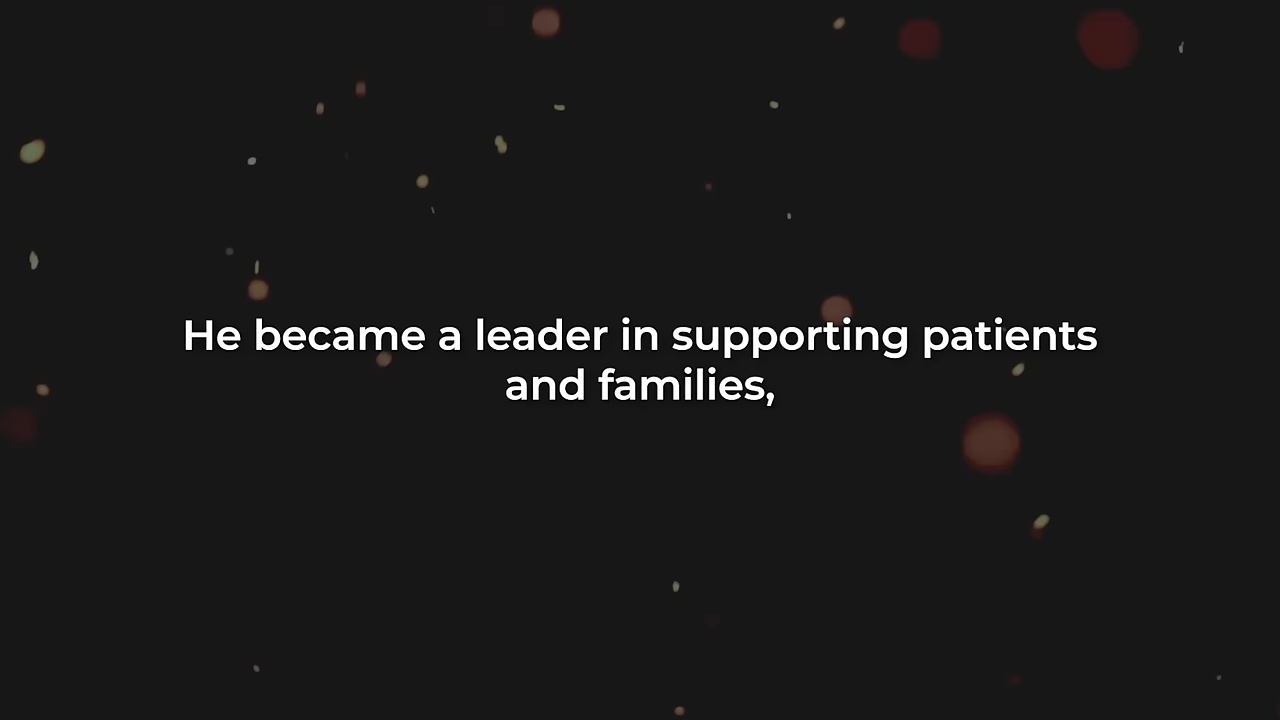 He became a leader in supporting patients
and families,